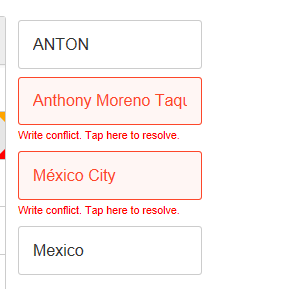 ANTON
Anthony Moreno Taqu
Write conflict. Tap here to resolve.
México City
Write conflict. Tap here to resolve.
Mexico